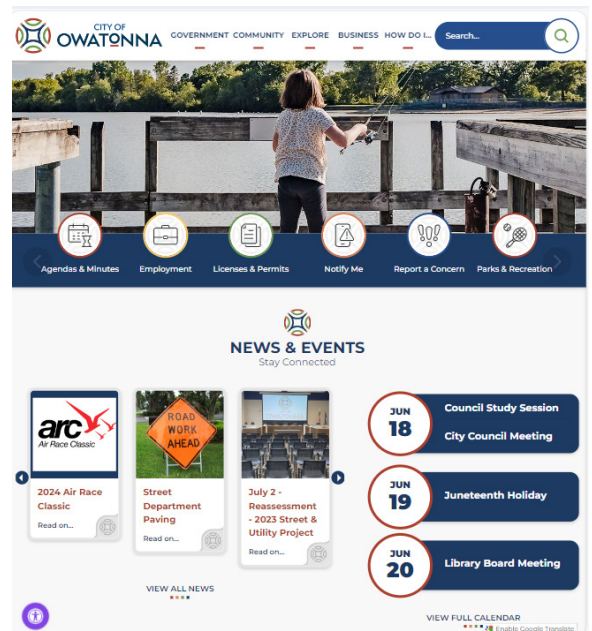 CITY OF
OWATONNA
GOVERNMENT COMMUNITY EXPLORE BUSINESS HOW DO I...
Search...
Agendas & Minutes
Employment
Licenses & Permits
Notify Me
Report a Concern
Parks & Recreation
NEWS & EVENTS
Stay Connected
arc
Air Race Classic
2024 Air Race
Classic
Read on...
ROAD
WORK
AHEAD
Street
Department
Paving
Read on...
July 2 -
Reassessment
- 2023 Street &
Utility Project
Read on...
VIEW ALL NEWS
JUN
18
Council Study Session
City Council Meeting
JUN
19
Juneteenth Holiday
JUN
20
Library Board Meeting
VIEW FULL CALENDAR
Enable Google Translate